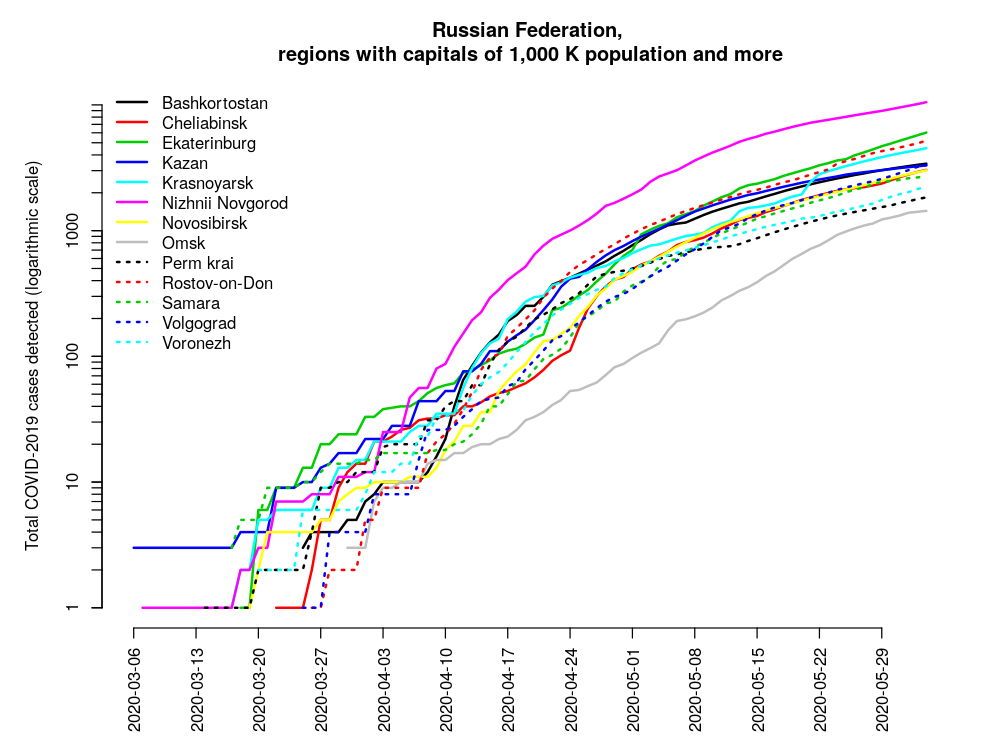 Russian Federation,
regions with capitals of 1,000 K population and more
Total COVID-2019 cases detected (logarithmic scale)
1000
100
10
1
Bashkortostan
Cheliabinsk
Ekaterinburg
Kazan
Krasnoyarsk
Nizhnii Novgorod
Novosibirsk
Omsk
Perm krai
Rostov-on-Don
Samara
Volgograd
Voronezh
2020-03-06
2020-03-13
2020-03-20
2020-03-27
2020-04-03
2020-04-10
2020-04-17
2020-04-24
2020-05-01
2020-05-08
2020-05-15
2020-05-22
2020-05-29